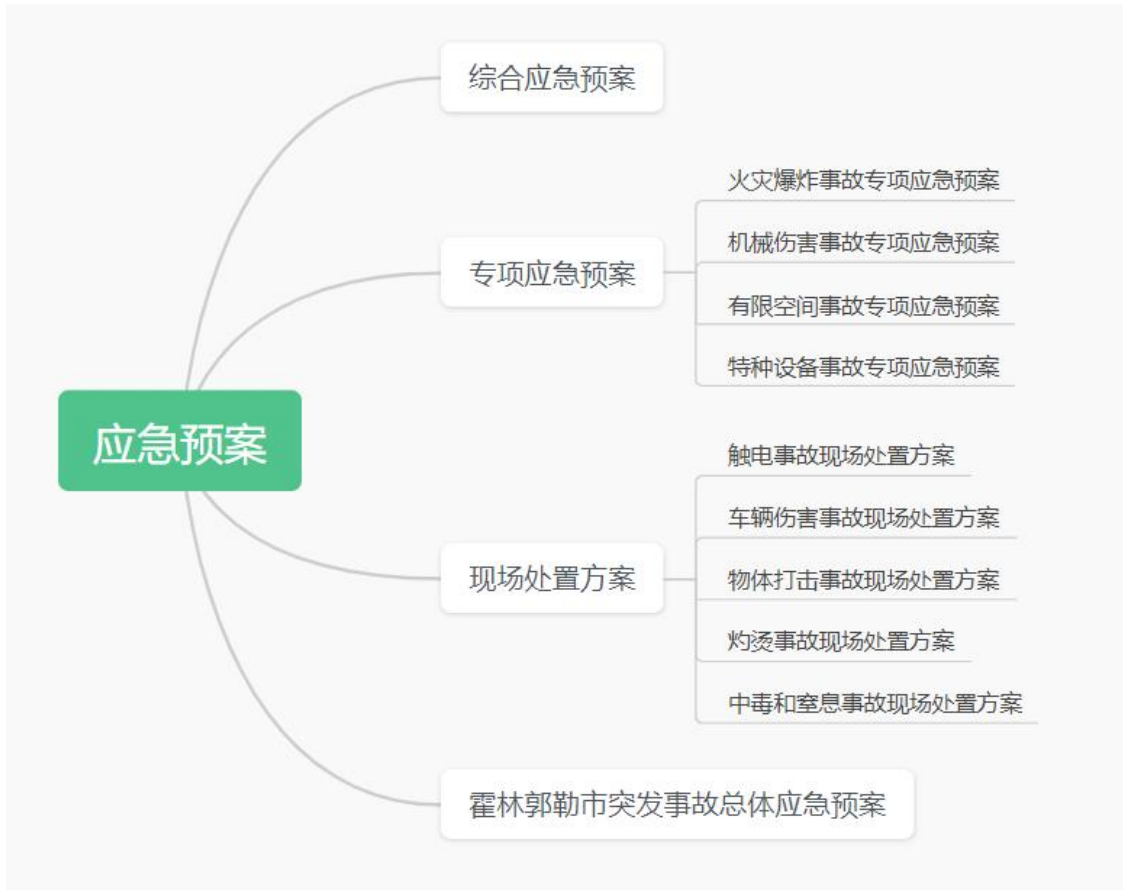 综合应急预案
火灾爆炸事故专项应急预案
机械伤害事故专项应急预案
专项应急预案
有限空间事故专项应急预案
特种设备事故专项应急预案
应急预案
触电事故现场处置方案
车辆伤害事故现场处置方案
现场处置方案
物体打击事故现场处置方案
灼烫事故现场处置方案
中毒和窒息事故现场处置方案
霍林郭勒市突发事故总体应急预案